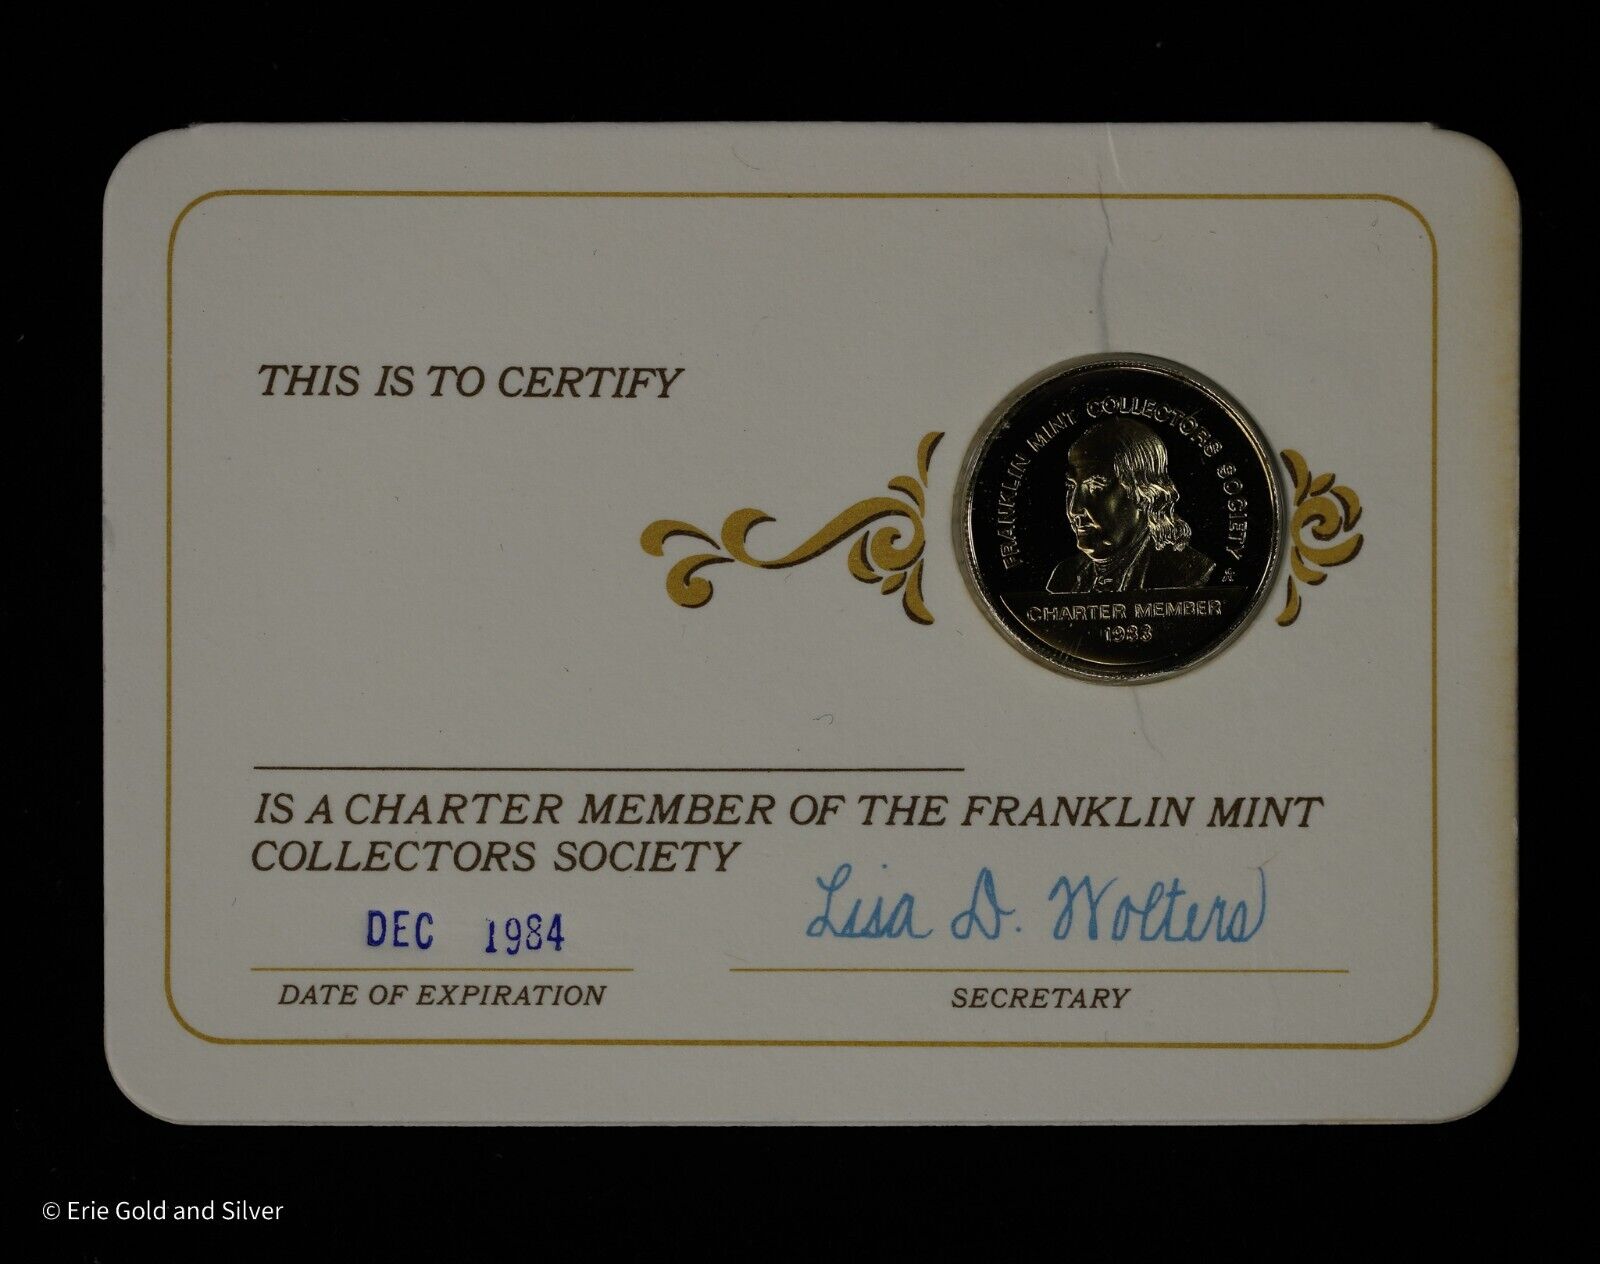 THIS IS TO CERTIFY
FRANKLIN MINT COLLECTORS SOCIETY
CHARTER MEMBER
1983
IS A CHARTER MEMBER OF THE FRANKLIN MINT
COLLECTORS SOCIETY
DEC 1984
Lisa D. Wolters
DATE OF EXPIRATION
SECRETARY
© Erie Gold and Silver